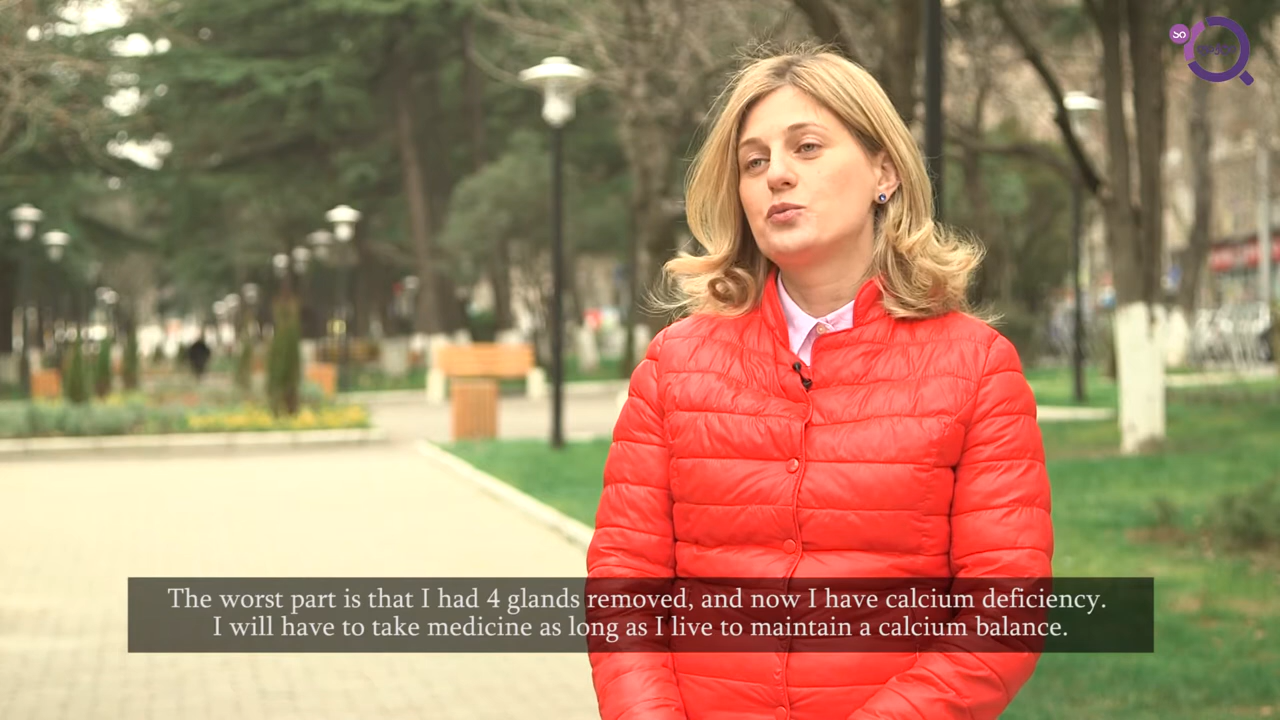 SO
The worst part is that I had 4 glands removed, and now I have calcium deficiency.
I will have to take medicine as long as I live to maintain a calcium balance.